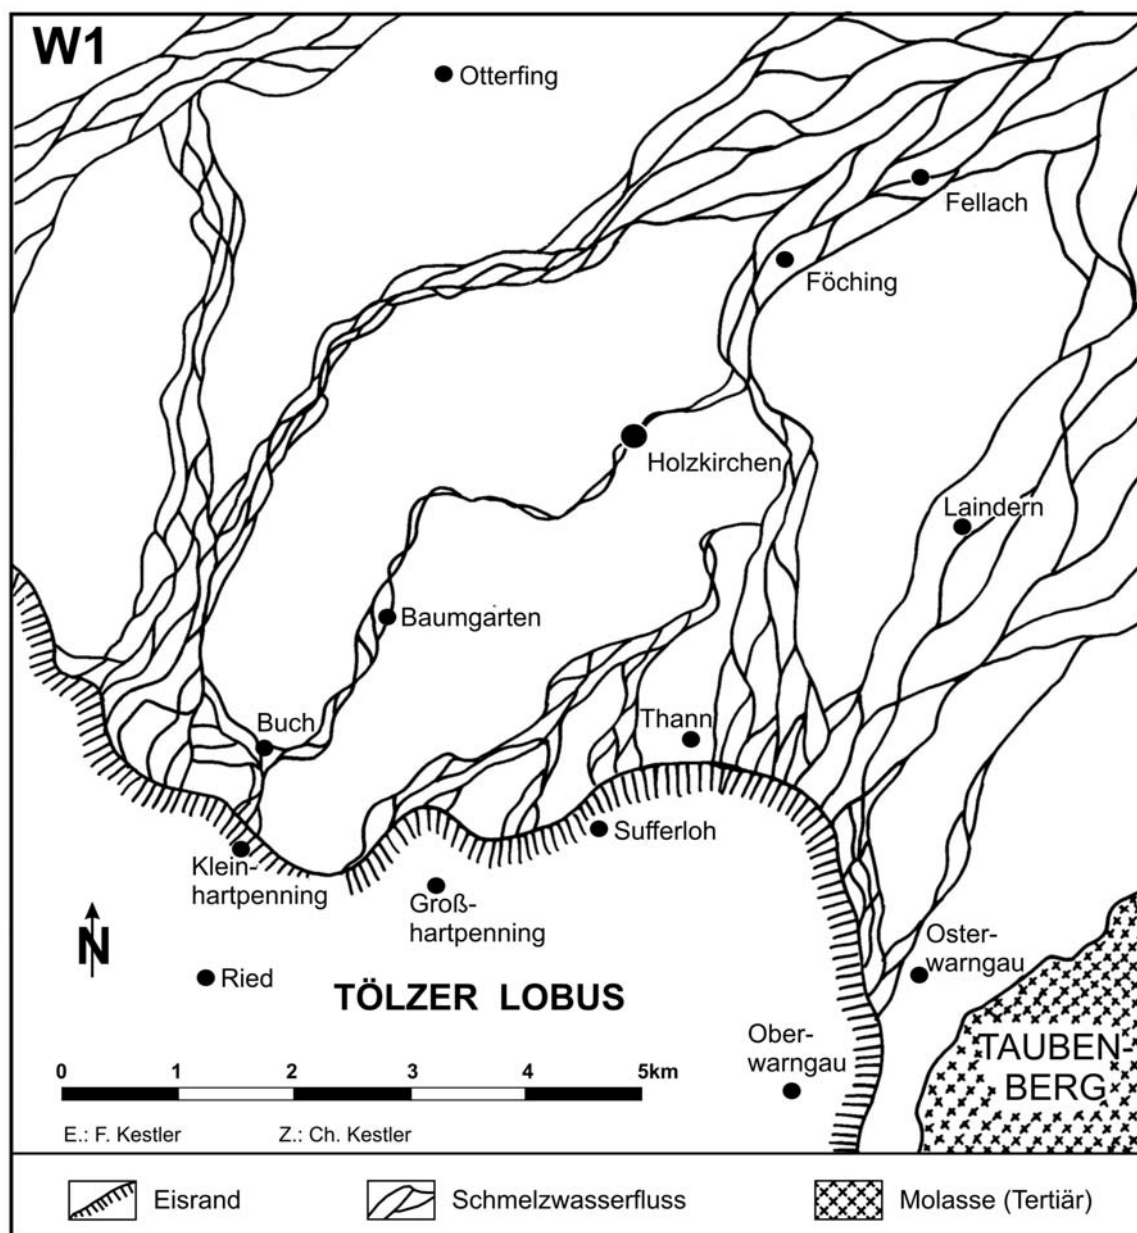 W1
Otterfing
Fellach
Föching
Holzkirchen
Laindern
Baumgarten
Buch
Thann
Sufferloh
Klein-
hartpenning
Groß-
hartpenning
Oster-
warngau
N
Ried
TÖLZER LOBUS
Ober-
warngau
TAUBEN-
BERG
0 1 2 3 4 5km
E.: F. Kestler Z.: Ch. Kestler
Eisrand Schmelzwasserfluss Molasse (Tertiär)